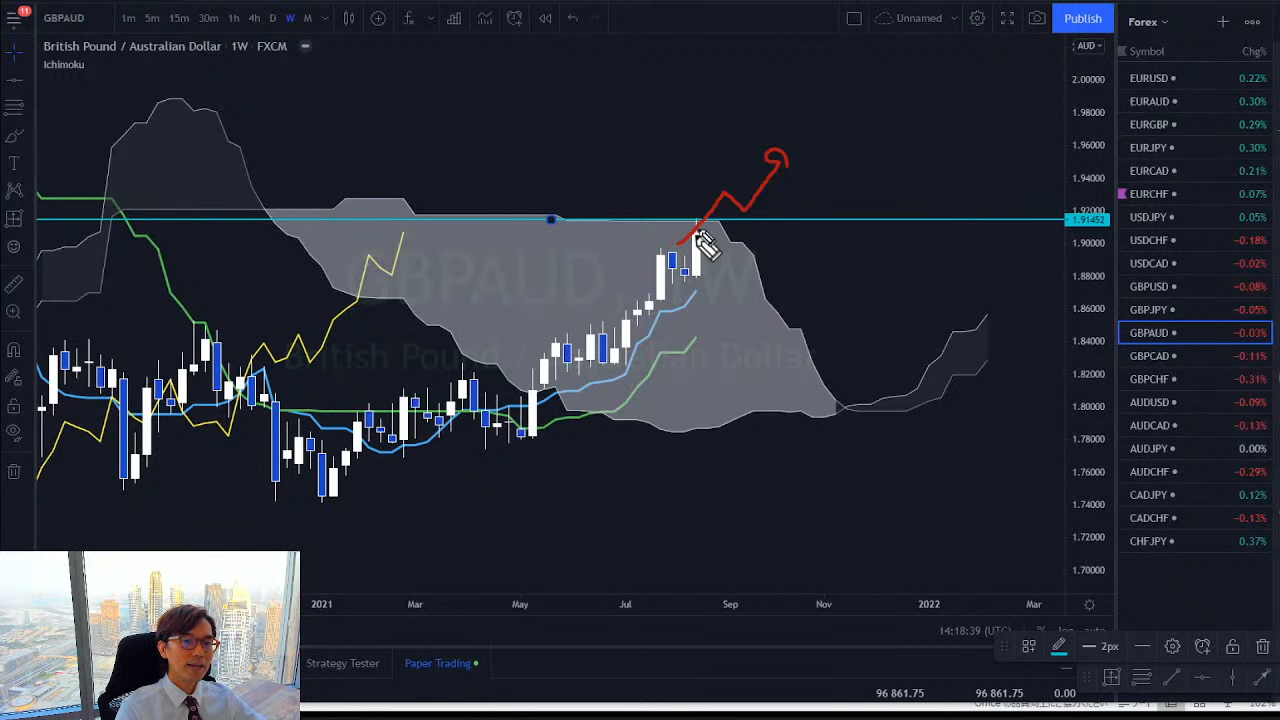 11
GBPAUD
1m 5m 15m 30m 1h 4h D W M
Unnamed
Publish
Forex
British Pound / Australian Dollar · 1W · FXCM
AUD
Ichimoku
Symbol Chg%
EURUSD 0.22%
EURAUD 0.30%
EURGBP 0.29%
EURJPY 0.30%
EURCAD 0.21%
EURCHF 0.07%
USDJPY 0.05%
USDCHF −0.18%
USDCAD −0.02%
GBPUSD −0.08%
GBPJPY −0.05%
GBPAUD −0.03%
GBPCAD −0.11%
GBPCHF −0.31%
AUDUSD −0.09%
AUDCAD −0.13%
AUDJPY 0.00%
AUDCHF −0.29%
CADJPY 0.12%
CADCHF −0.13%
CHFJPY 0.37%
2.00000
1.98000
1.96000
1.94000
1.92000
1.91452
1.90000
1.88000
1.86000
1.84000
1.82000
1.80000
1.78000
1.76000
1.74000
1.72000
1.70000
2021 Mar May Jul Sep Nov 2022 Mar
14:18:39 (UTC) % log auto
2px
Strategy Tester Paper Trading
96 861.75 96 861.75 0.00
102%